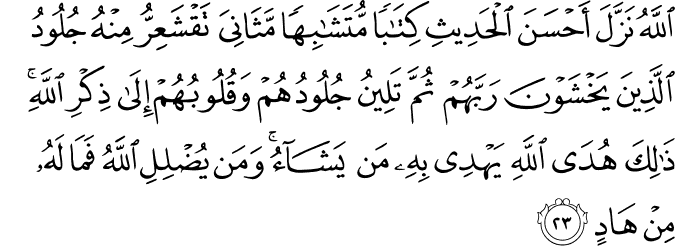 ٱللَّهُ نَزَّلَ أَحْسَنَ ٱلْحَدِيثِ كِتَٰبًا مُّتَشَٰبِهًا مَّثَانِىَ تَقْشَعِرُّ مِنْهُ جُلُودُ
ٱلَّذِينَ يَخْشَوْنَ رَبَّهُمْ ثُمَّ تَلِينُ جُلُودُهُمْ وَقُلُوبُهُمْ إِلَىٰ ذِكْرِ ٱللَّهِ ۚ
ذَٰلِكَ هُدَى ٱللَّهِ يَهْدِى بِهِۦ مَن يَشَآءُ ۚ وَمَن يُضْلِلِ ٱللَّهُ فَمَا لَهُۥ
مِنْ هَادٍ ٢٣